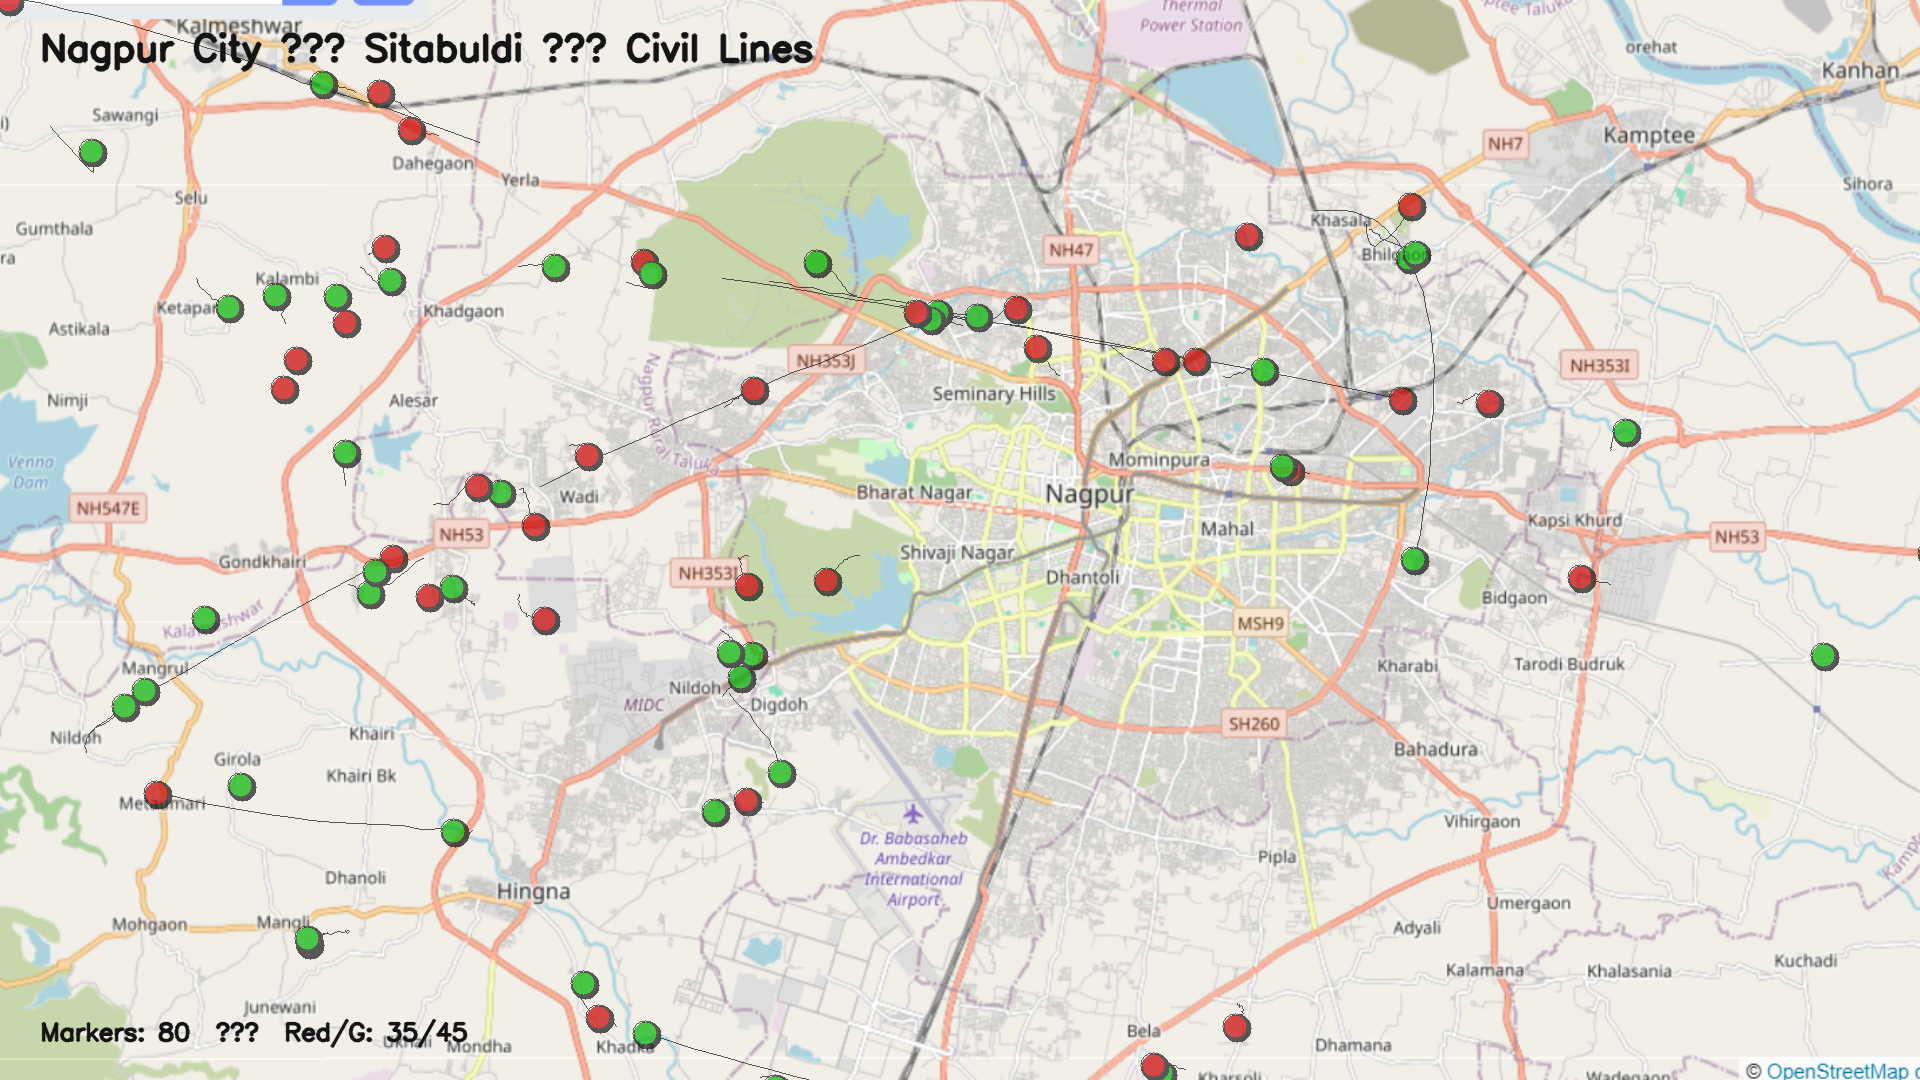 Kalmeshwar
Thermal
Power Station
ptee Taluka
orehat
Nagpur City ??? Sitabuldi ??? Civil Lines
Kanhan
Sawangi
i)
Kamptee
NH7
Dahegaon
Yerla
Sihora
Selu
Gumthala
Khasala
ra
NH47
Kalambi
Ketapar
Khadgaon
Astikala
NH353J
NH353I
Seminary Hills
Nimji
Alesar
Nagpur Rural Taluka
Mominpura
Venna
Dam
Wadi
Bharat Nagar
Nagpur
NH547E
Kapsi Khurd
NH53
Mahal
NH53
Gondkhairi
Shivaji Nagar
Dhantoli
Bidgaon
MSH9
Mangrul
Kharabi
Tarodi Budruk
Nildoh
MIDC
Digdoh
SH260
Nildoh
Khairi
Bahadura
Girola
Khairi Bk
Vihirgaon
Dr. Babasaheb
Ambedkar
International
Airport
Pipla
Dhanoli
Hingna
Umergaon
Mohgaon
Mangli
Adyali
Kuchadi
Kalamana
Khalasania
Junewani
Markers: 80 ??? Red/G: 35/45
Bela
Mondha
Khadka
Dhamana
Kharsoli
Wadegaon
© OpenStreetMap c